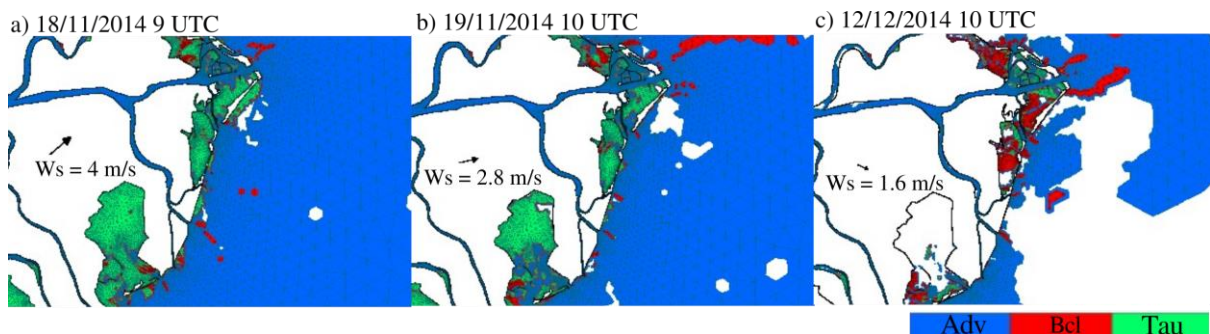 a) 18/11/2014 9 UTC
b) 19/11/2014 10 UTC
c) 12/12/2014 10 UTC
Ws = 4 m/s
Ws = 2.8 m/s
Ws = 1.6 m/s
Adv
Bcl
Tau